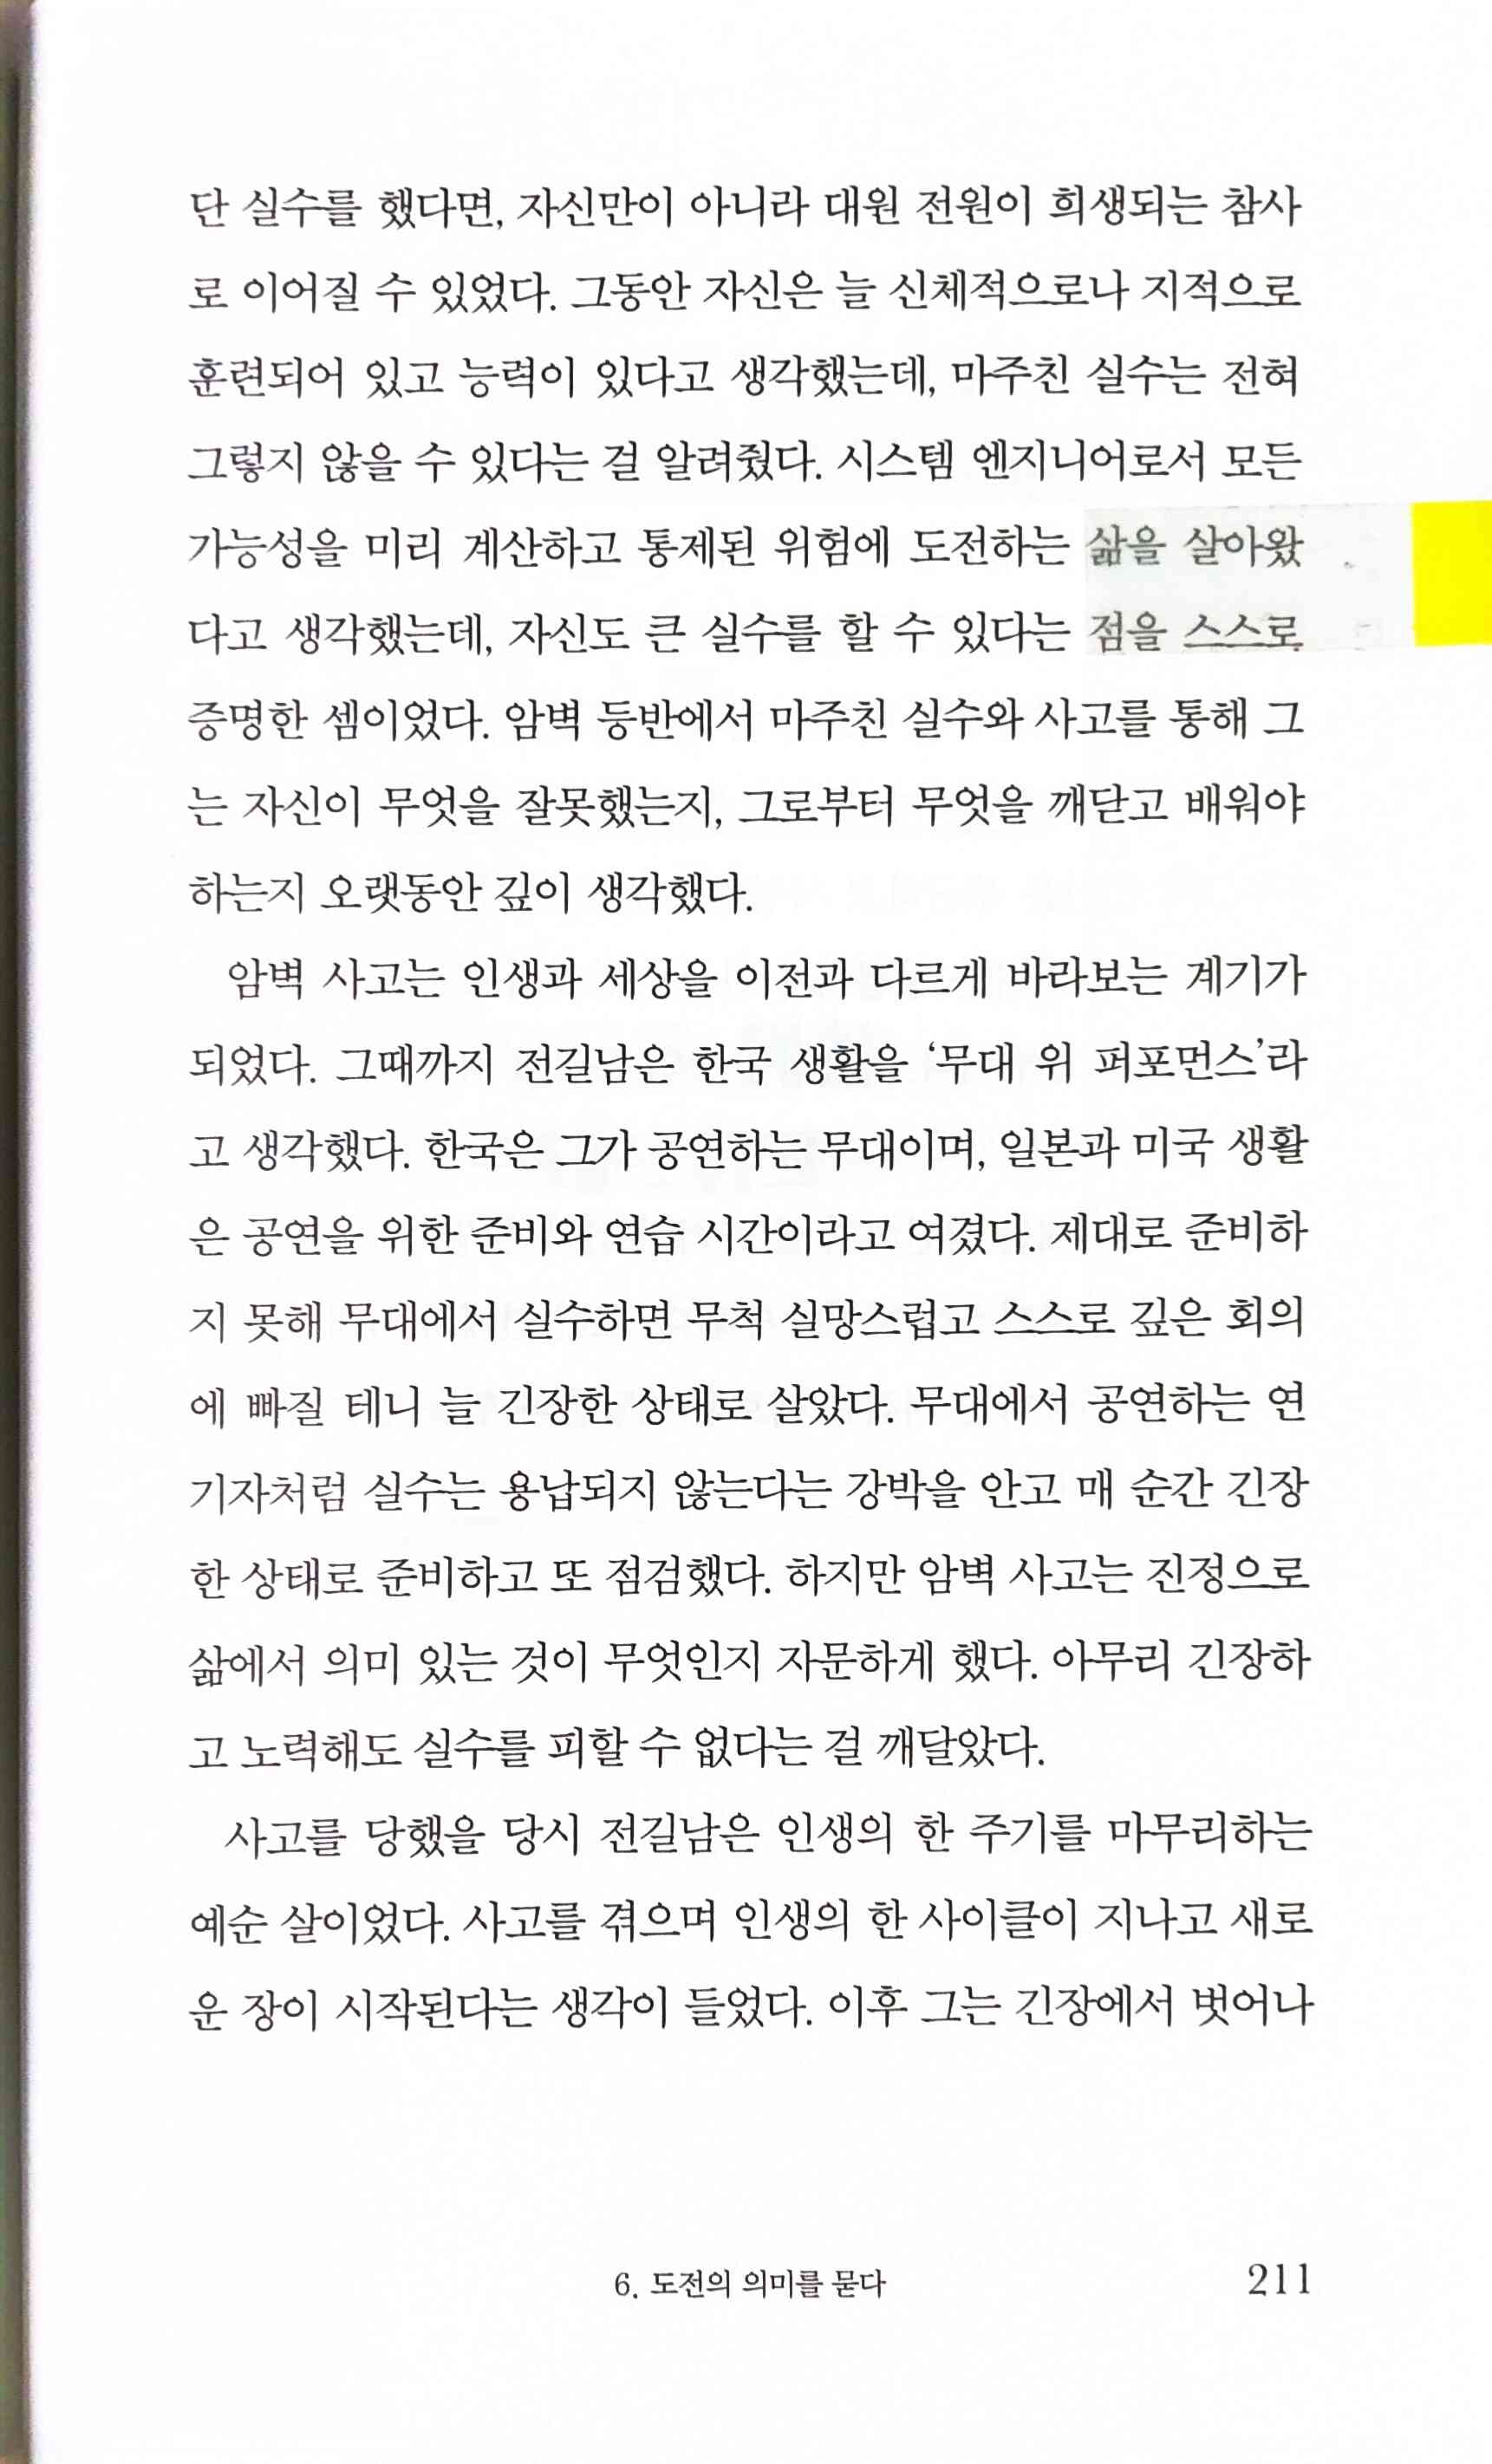 단 실수를 했다면, 자신만이 아니라 대원 전원이 희생되는 참사
로 이어질 수 있었다. 그동안 자신은 늘 신체적으로나 지적으로
훈련되어 있고 능력이 있다고 생각했는데, 마주친 실수는 전혀
그렇지 않을 수 있다는 걸 알려줬다. 시스템 엔지니어로서 모든
가능성을 미리 계산하고 통제된 위험에 도전하는 삶을 살아왔
다고 생각했는데, 자신도 큰 실수를 할 수 있다는 점을 스스로
증명한 셈이었다. 암벽 등반에서 마주친 실수와 사고를 통해 그
는 자신이 무엇을 잘못했는지, 그로부터 무엇을 깨닫고 배워야
하는지 오랫동안 깊이 생각했다.
암벽 사고는 인생과 세상을 이전과 다르게 바라보는 계기가
되었다. 그때까지 전길남은 한국 생활을 ‘무대 위 퍼포먼스’라
고 생각했다. 한국은 그가 공연하는 무대이며, 일본과 미국 생활
은 공연을 위한 준비와 연습 시간이라고 여겼다. 제대로 준비하
지 못해 무대에서 실수하면 무척 실망스럽고 스스로 깊은 회의
에 빠질 테니 늘 긴장한 상태로 살았다. 무대에서 공연하는 연
기자처럼 실수는 용납되지 않는다는 강박을 안고 매 순간 긴장
한 상태로 준비하고 또 점검했다. 하지만 암벽 사고는 진정으로
삶에서 의미 있는 것이 무엇인지 자문하게 했다. 아무리 긴장하
고 노력해도 실수를 피할 수 없다는 걸 깨달았다.
사고를 당했을 당시 전길남은 인생의 한 주기를 마무리하는
예순 살이었다. 사고를 겪으며 인생의 한 사이클이 지나고 새로
운 장이 시작된다는 생각이 들었다. 이후 그는 긴장에서 벗어나
6. 도전의 의미를 묻다 211